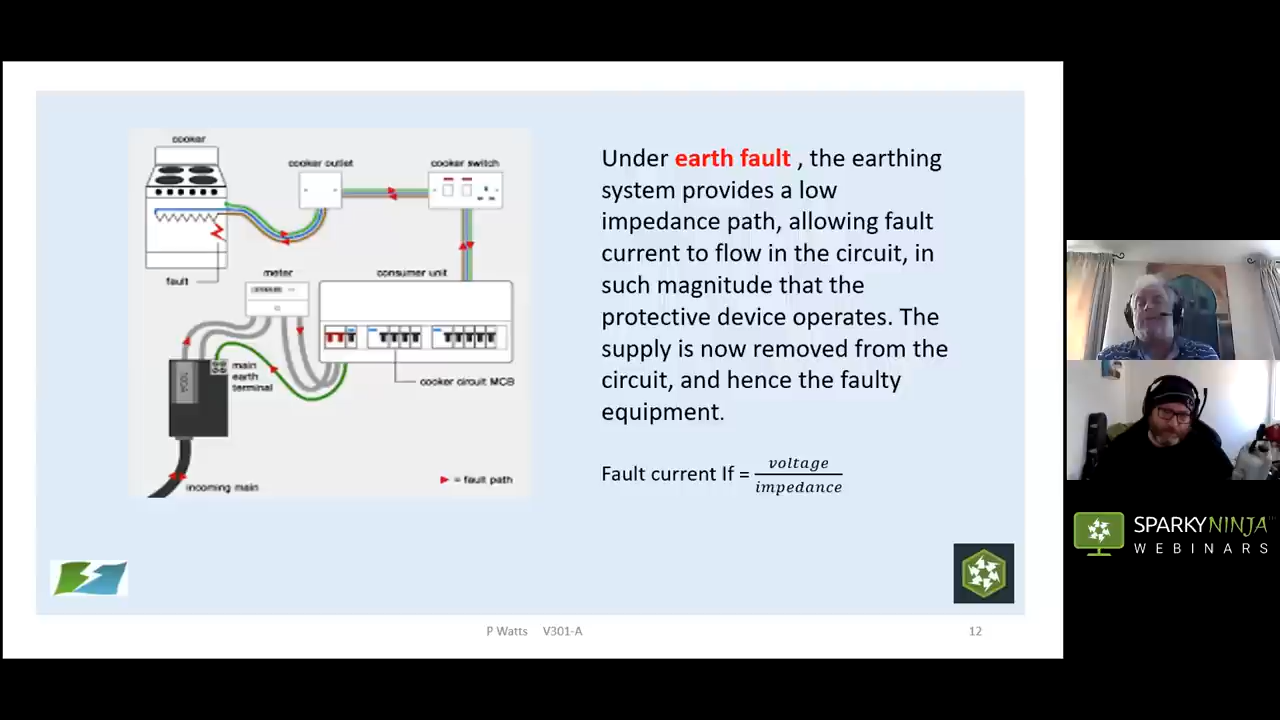 cooker
cooker outlet
cooker switch
fault
meter
consumer unit
main
earth
terminal
cooker circuit MCB
100A
= fault path
incoming main
Under earth fault , the earthing
system provides a low
impedance path, allowing fault
current to flow in the circuit, in
such magnitude that the
protective device operates. The
supply is now removed from the
circuit, and hence the faulty
equipment.
Fault current If = voltage
impedance
P Watts V301-A
12
SPARKYNINJA
WEBINARS